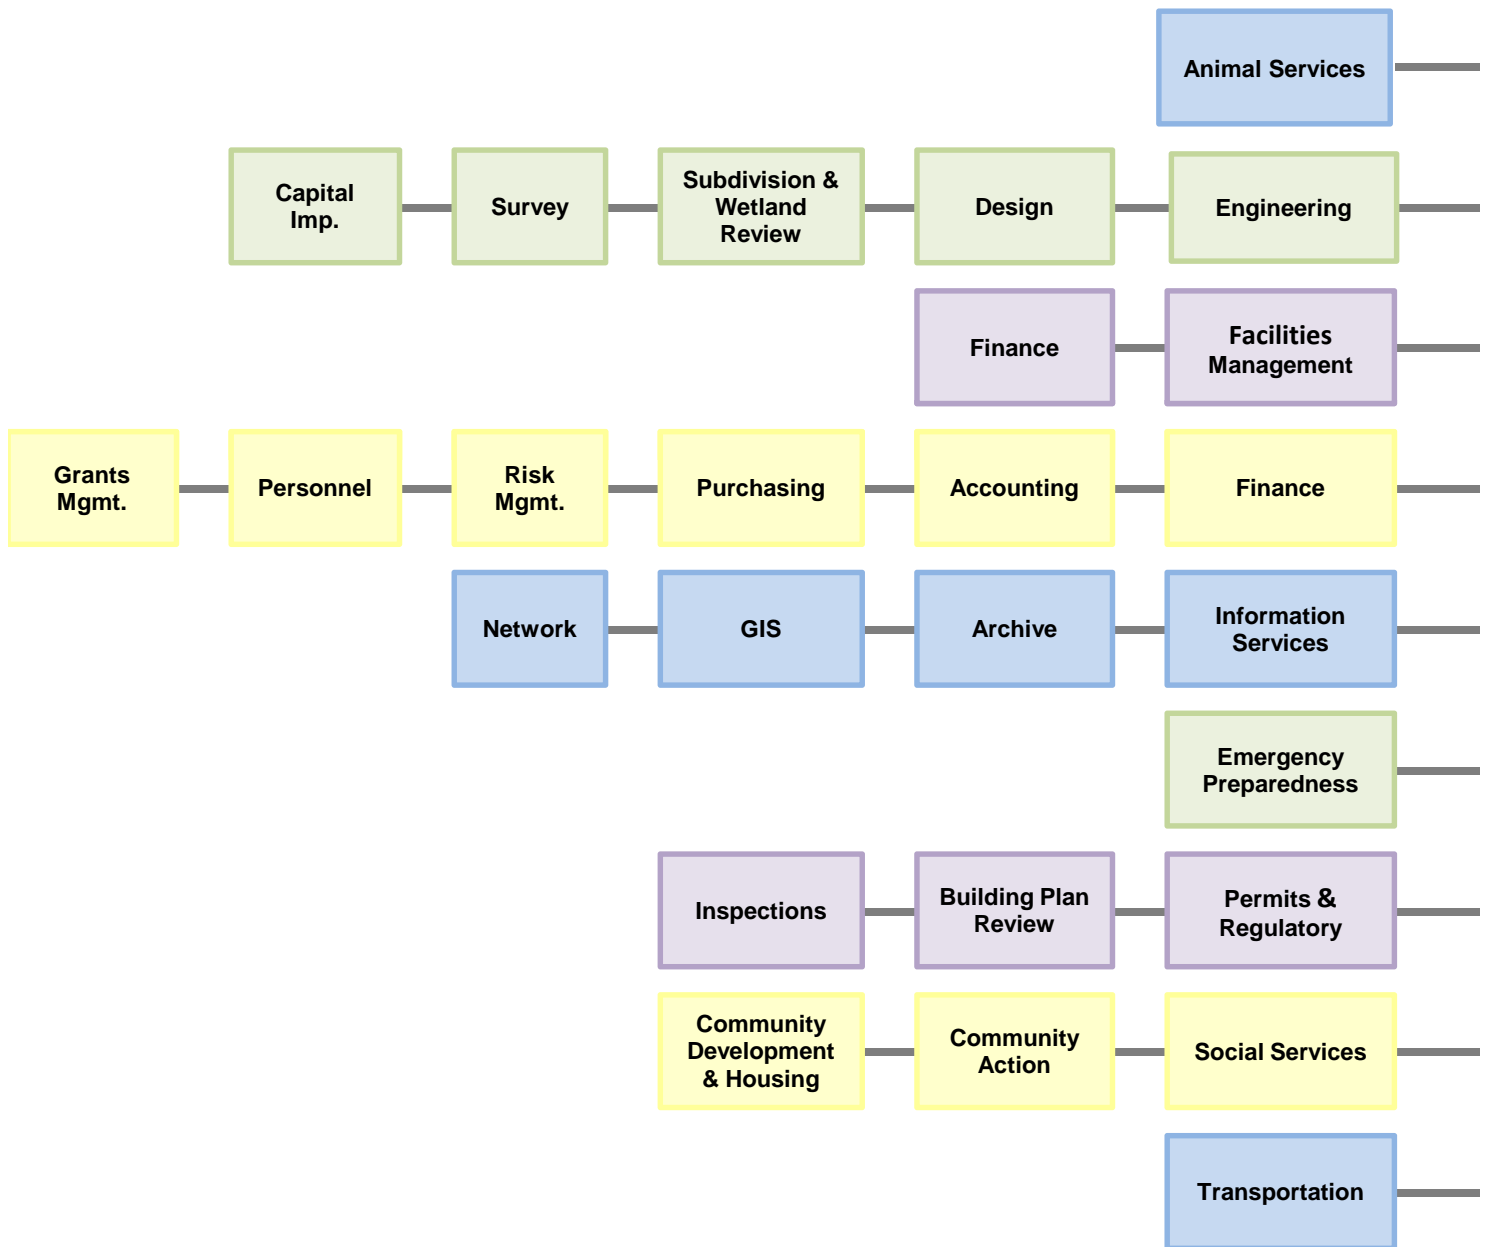 Animal Services
Capital
Imp.
Survey
Subdivision &
Wetland
Review
Design
Engineering
Finance
Facilities
Management
Grants
Mgmt.
Personnel
Risk
Mgmt.
Purchasing
Accounting
Finance
Network
GIS
Archive
Information
Services
Emergency
Preparedness
Inspections
Building Plan
Review
Permits &
Regulatory
Community
Development
& Housing
Community
Action
Social Services
Transportation